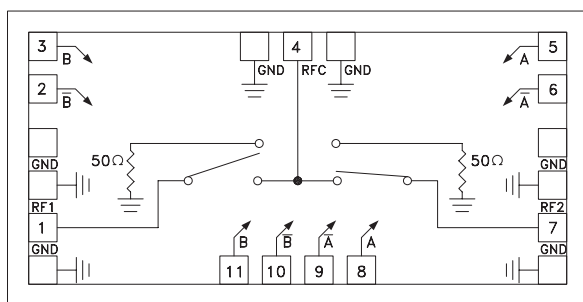 3 B
4
5 A
GND RFC GND
2 B̅
6 A̅
GND
GND
50Ω
50Ω
RF1
RF2
1
7
GND
GND
B B̅ A̅ A
11 10 9 8